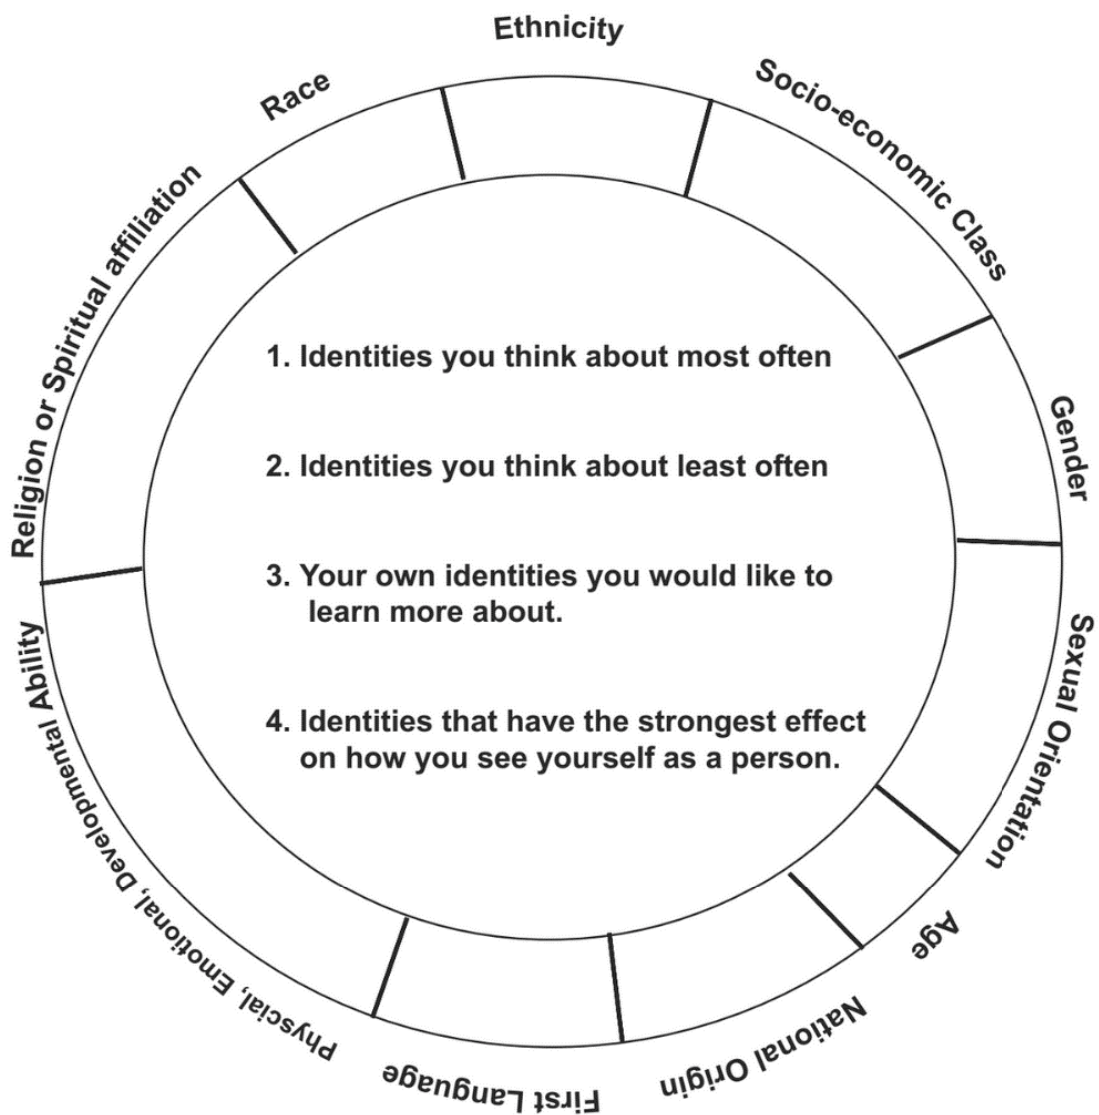 Ethnicity
Socio-economic Class
Gender
Sexual Orientation
Age
National Origin
First Language
Physcial, Emotional, Developmental Ability
Religion or Spiritual affiliation
Race
1. Identities you think about most often
2. Identities you think about least often
3. Your own identities you would like to
learn more about.
4. Identities that have the strongest effect
on how you see yourself as a person.